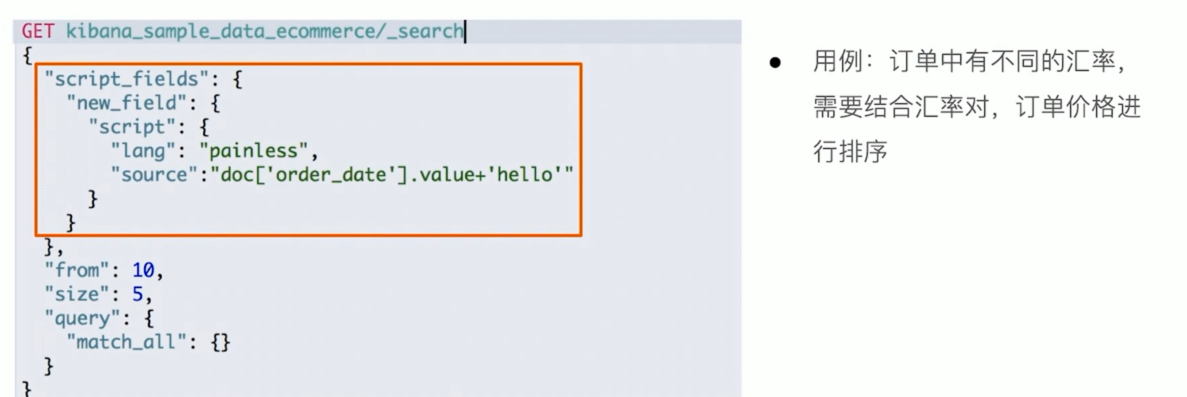 GET kibana_sample_data_ecommerce/_search
{
  "script_fields": {
    "new_field": {
      "script": {
        "lang": "painless",
        "source":"doc['order_date'].value+'hello'"
      }
    }
  },
  "from": 10,
  "size": 5,
  "query": {
    "match_all": {}
  }
}
● 用例：订单中有不同的汇率，
需要结合汇率对，订单价格进
行排序